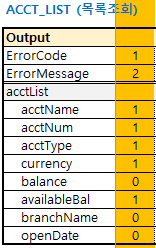 ACCT_LIST (목록조회)
Output
ErrorCode 1
ErrorMessage 2
acctList
acctName 1
acctNum 1
acctType 1
currency 1
balance 0
availableBal 1
branchName 0
openDate 0